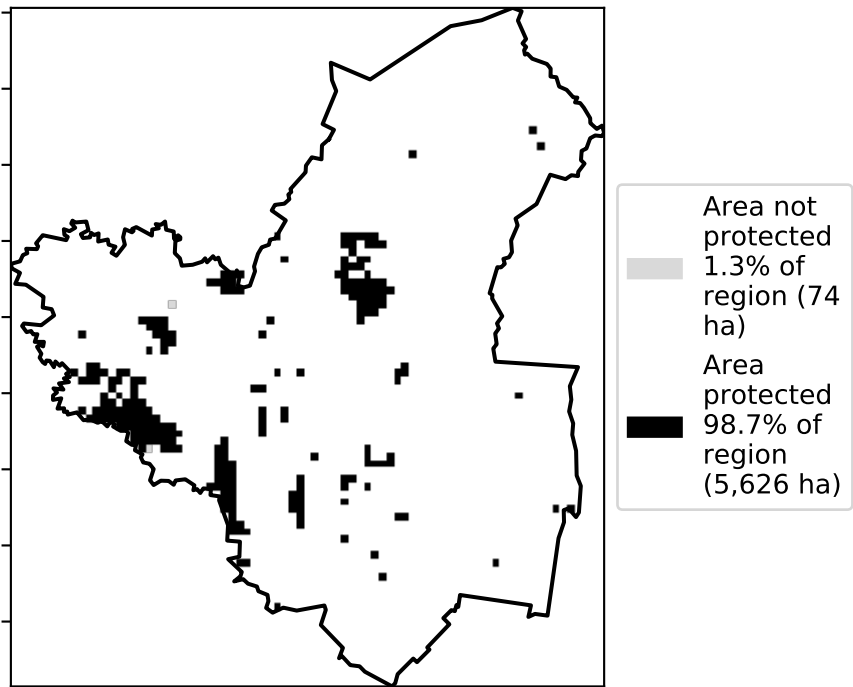 Area not
protected
1.3% of
region (74
ha)
Area
protected
98.7% of
region
(5,626 ha)